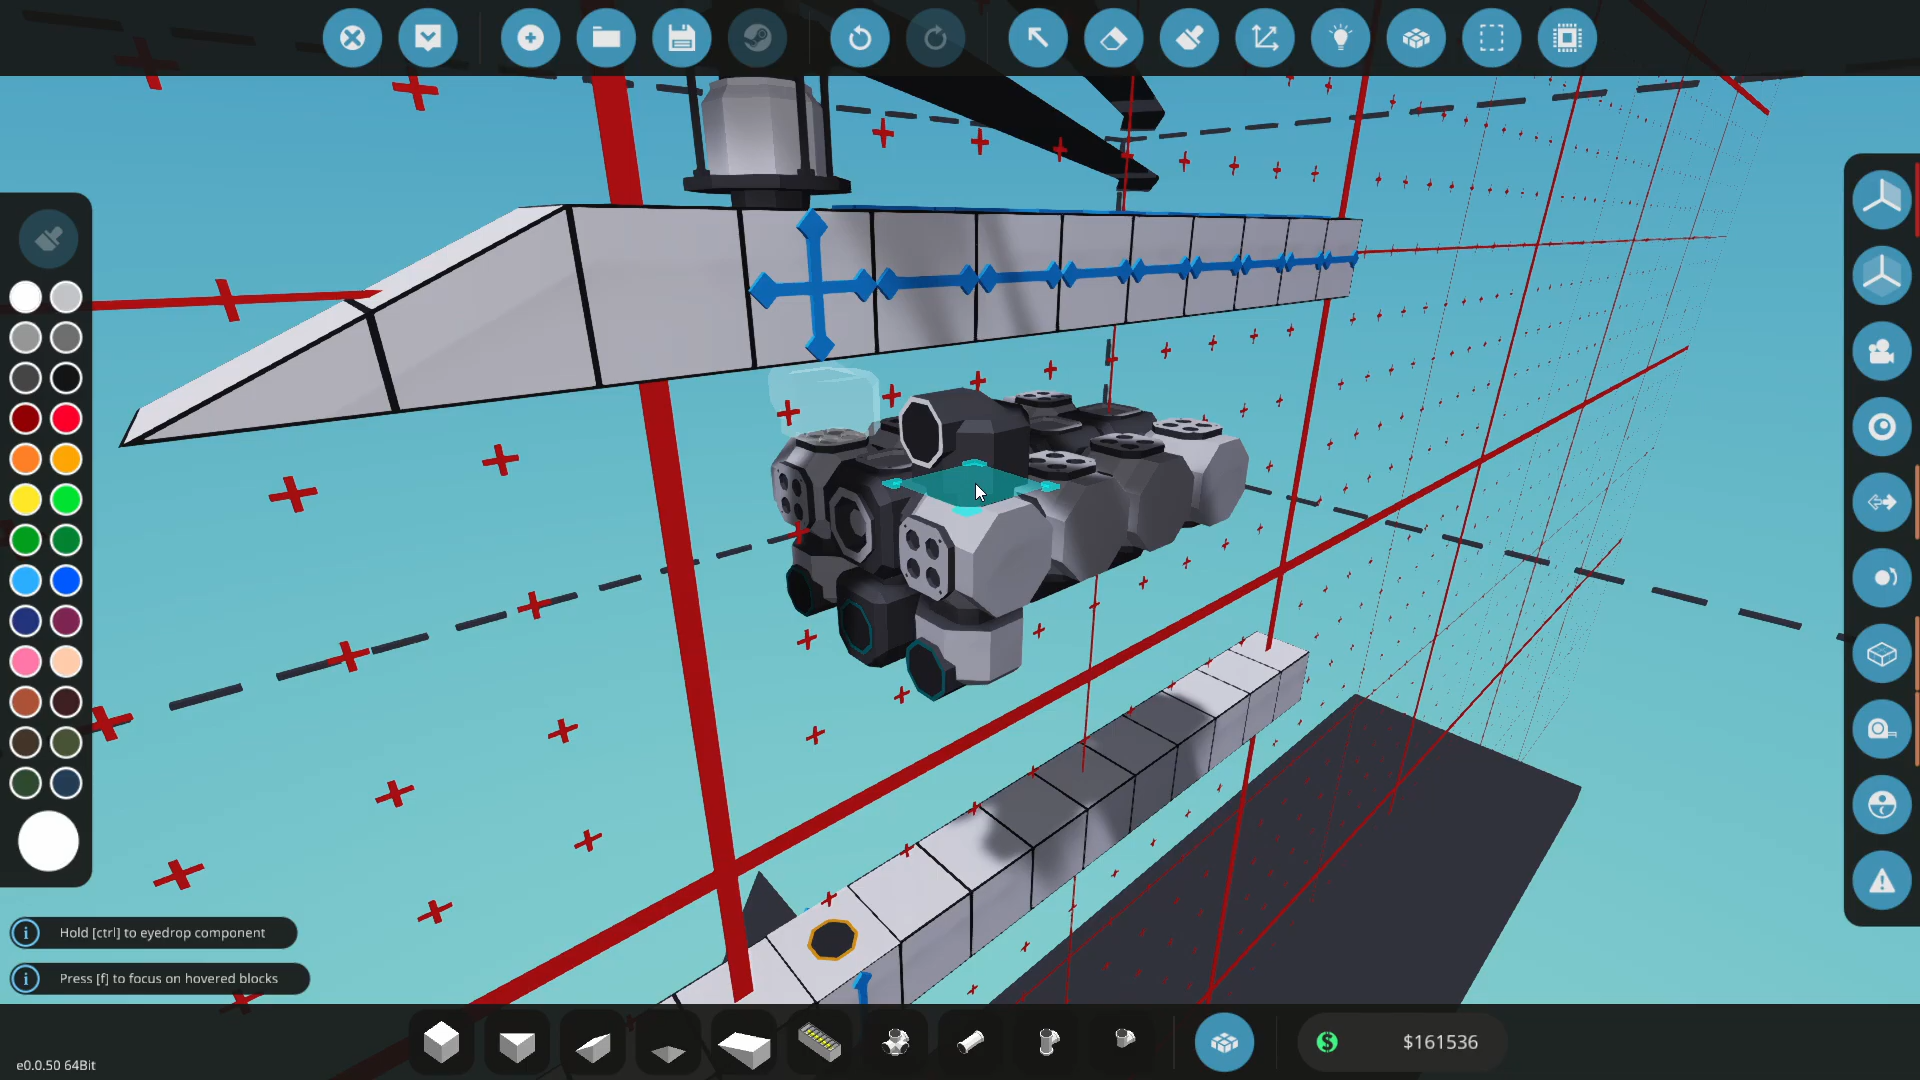 Hold [ctrl] to eyedrop component
Press [f] to focus on hovered blocks
$161536
e0.0.50 64Bit